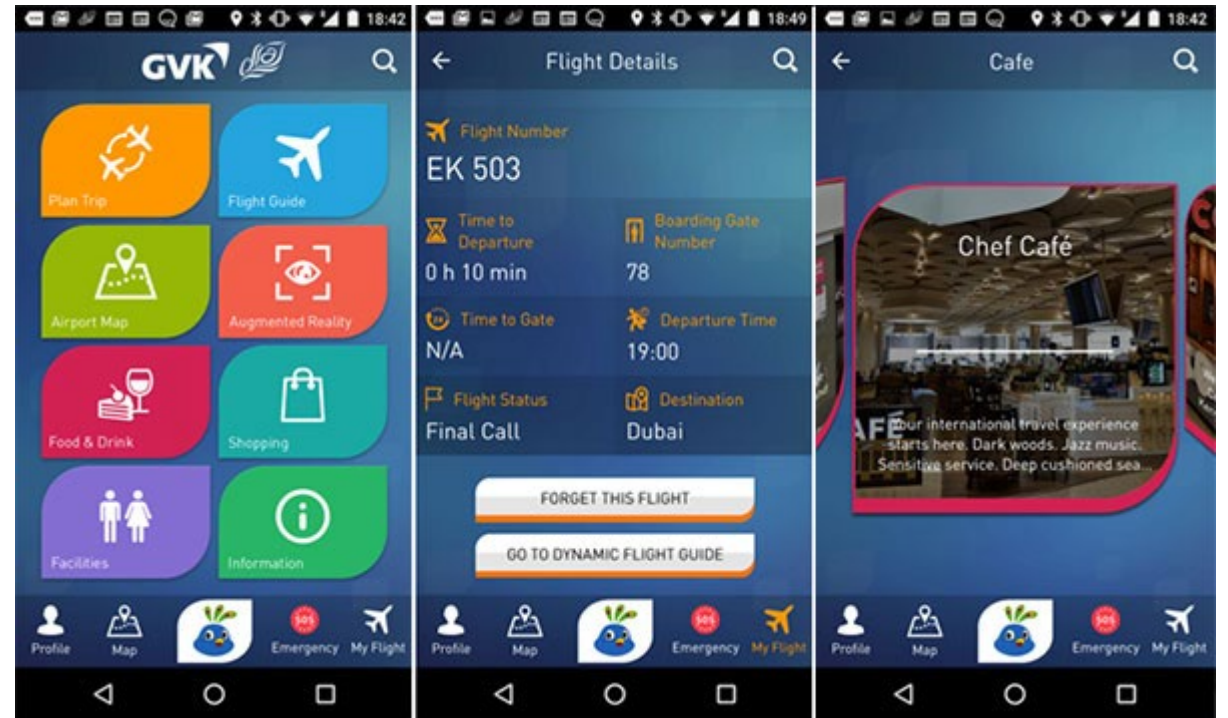 18:42
GVK
Plan Trip
Flight Guide
Airport Map
Augmented Reality
Food & Drink
Shopping
Facilities
Information
Profile
Map
SOS
Emergency
My Flight
18:49
Flight Details
Flight Number
EK 503
Time to
Departure
0 h 10 min
Boarding Gate
Number
78
Time to Gate
N/A
Departure Time
19:00
Flight Status
Final Call
Destination
Dubai
FORGET THIS FLIGHT
GO TO DYNAMIC FLIGHT GUIDE
Profile
Map
SOS
Emergency
My Flight
18:42
Cafe
Chef Café
AFÉ
Your international travel experience
starts here. Dark woods. Jazz music.
Sensitive service. Deep cushioned sea...
Profile
Map
SOS
Emergency
My Flight